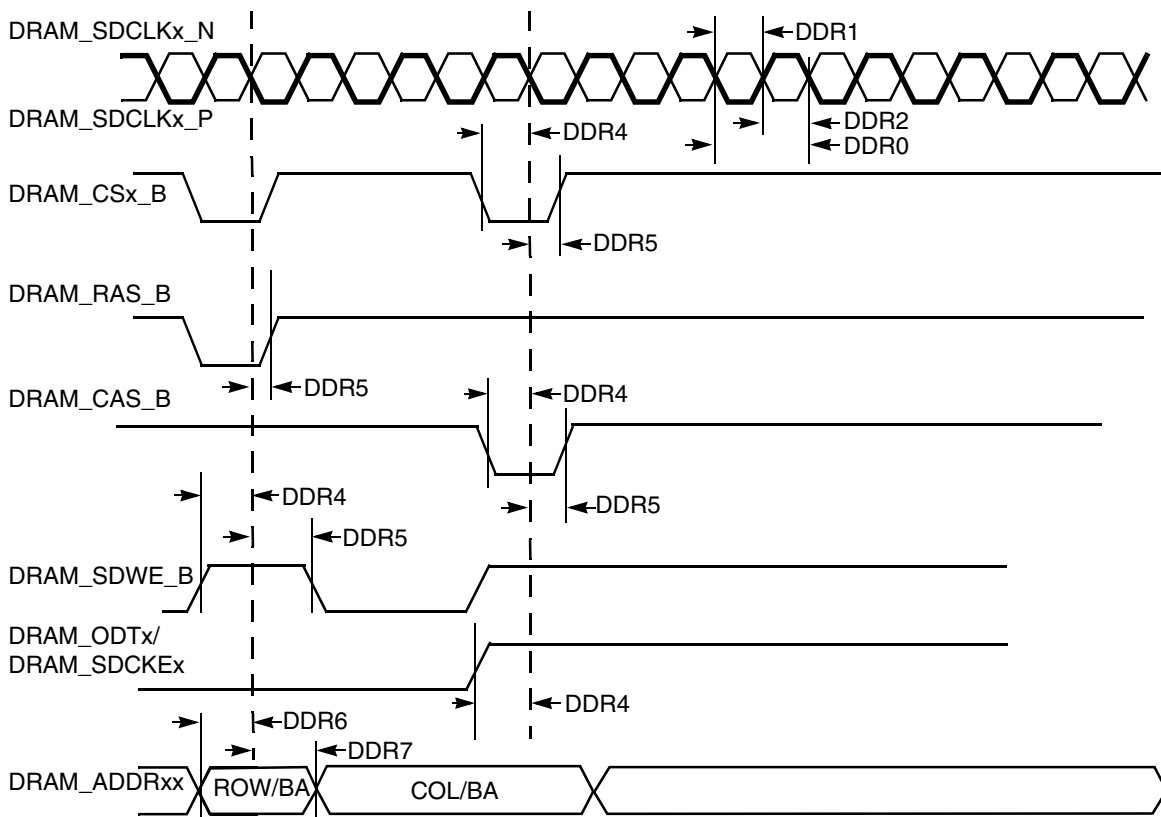 DRAM_SDCLKx_N
DDR1
DRAM_SDCLKx_P
DDR4
DDR2
DDR0
DRAM_CSx_B
DDR5
DRAM_RAS_B
DDR5
DDR4
DRAM_CAS_B
DDR4
DDR5
DDR5
DRAM_SDWE_B
DRAM_ODTx/
DRAM_SDCKEx
DDR4
DDR6
DDR7
DRAM_ADDRxx
ROW/BA
COL/BA